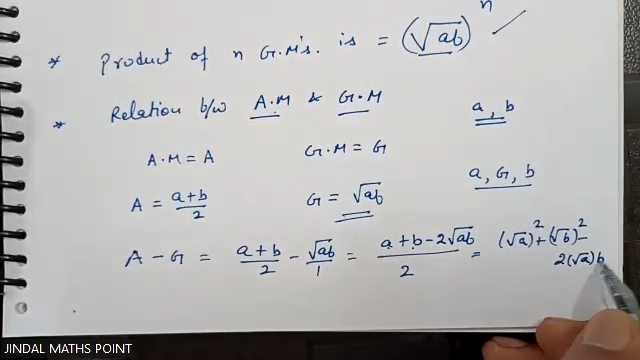 * Product of n G.M's. is = (√ab)ⁿ
* Relation b/w A.M & G.M
a, b
A.M = A G.M = G
a, G, b
A = a+b/2 G = √ab
A - G = a+b/2 - √ab/1 = a+b-2√ab/2 = (√a)²+(√b)²-
2(√a)b
JINDAL MATHS POINT